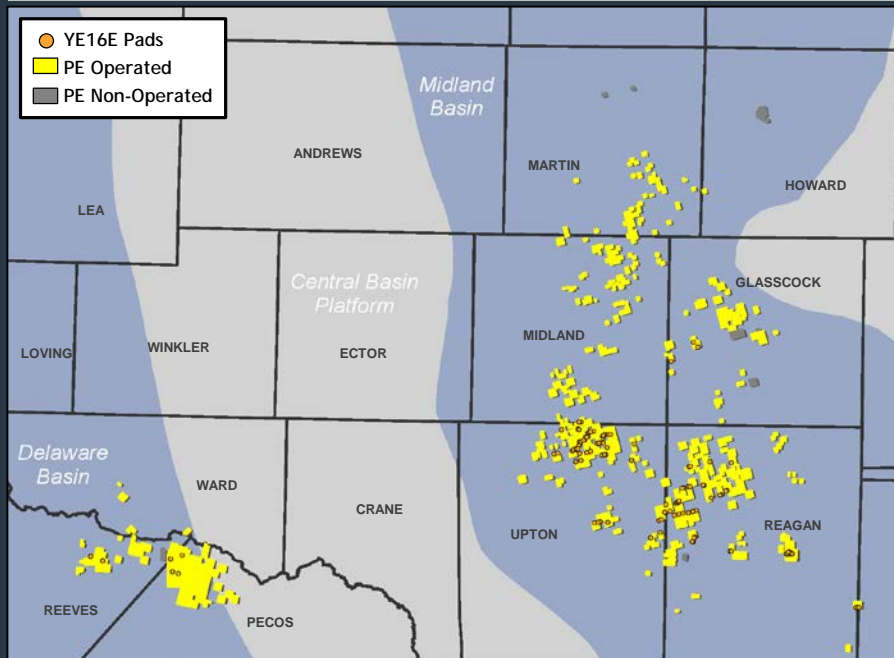 YE16E Pads
PE Operated
PE Non-Operated
Midland
Basin
ANDREWS
MARTIN
HOWARD
LEA
Central Basin
Platform
GLASSCOCK
LOVING
WINKLER
ECTOR
MIDLAND
Delaware
Basin
WARD
CRANE
UPTON
REAGAN
REEVES
PECOS